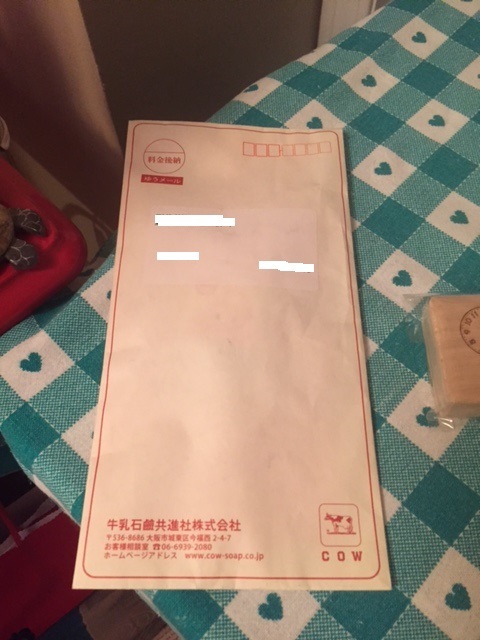 料金後納
ゆうメール
牛乳石鹼共進社株式会社
〒536-8686 大阪市城東区今福西2-4-7
お客様相談室 ☎06-6939-2080
ホームページアドレス www.cow-soap.co.jp
COW